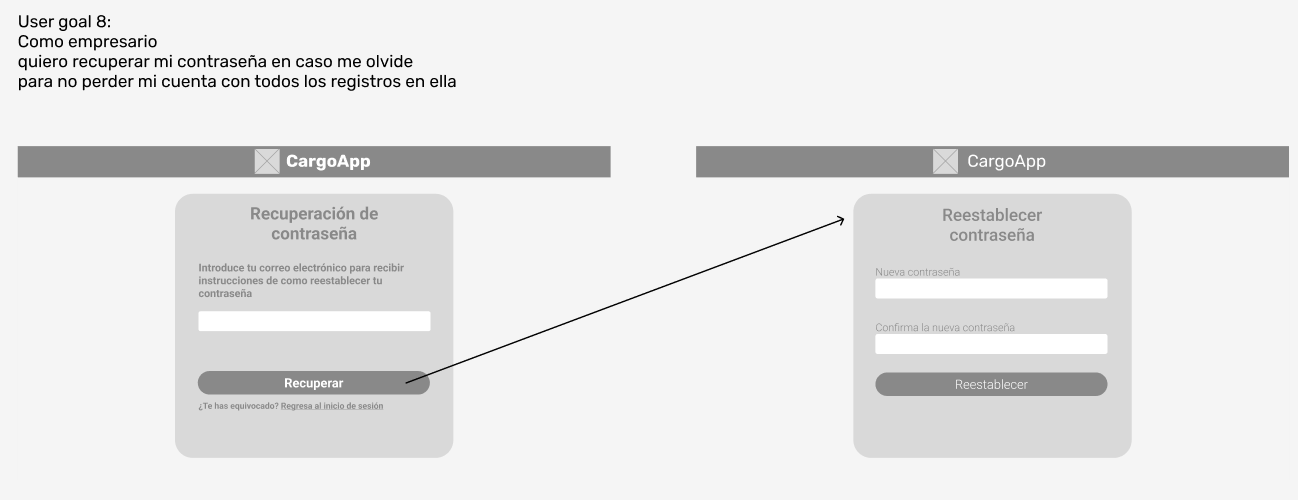 User goal 8:
Como empresario
quiero recuperar mi contraseña en caso me olvide
para no perder mi cuenta con todos los registros en ella
CargoApp
Recuperación de
contraseña
Introduce tu correo electrónico para recibir
instrucciones de como reestablecer tu
contraseña
Recuperar
¿Te has equivocado? Regresa al inicio de sesión
CargoApp
Reestablecer
contraseña
Nueva contraseña
Confirma la nueva contraseña
Reestablecer